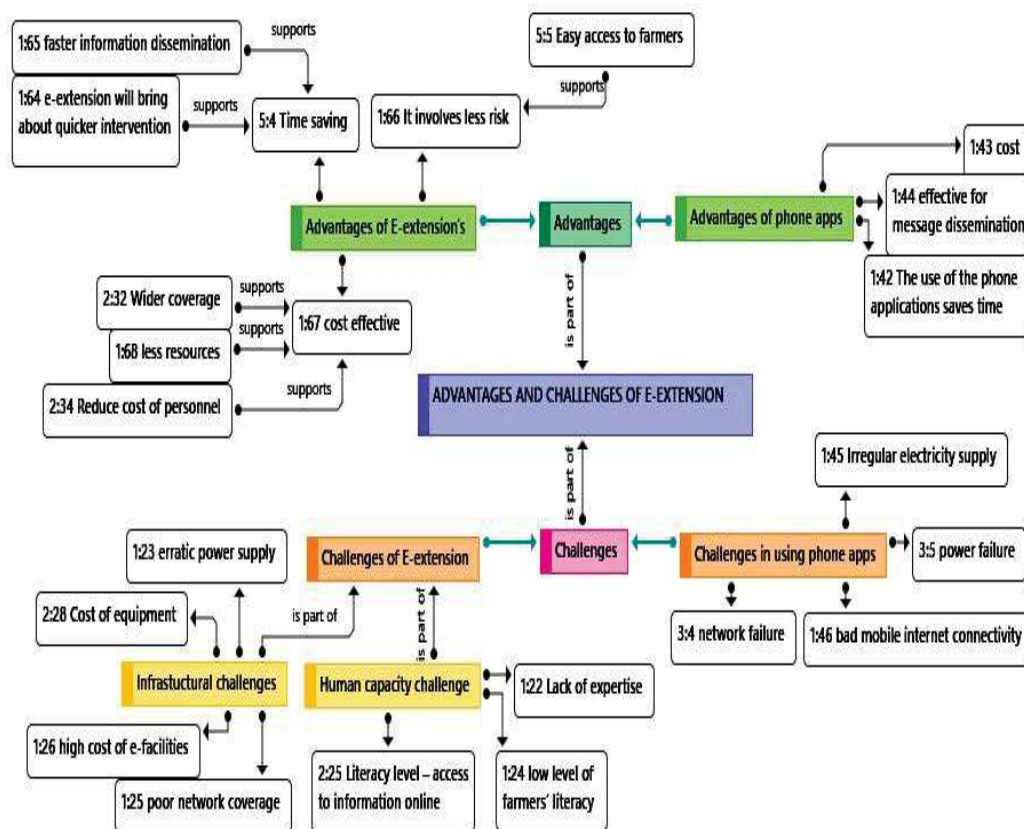 1:65 faster information dissemination
supports
5:5 Easy access to farmers
1:64 e-extension will bring
about quicker intervention
supports
5:4 Time saving
1:66 It involves less risk
supports
1:43 cost
1:44 effective for
message dissemination
1:42 The use of the phone
applications saves time
Advantages of E-extension's
Advantages
Advantages of phone apps
2:32 Wider coverage
supports
1:67 cost effective
supports
1:68 less resources
2:34 Reduce cost of personnel
supports
is part of
ADVANTAGES AND CHALLENGES OF E-EXTENSION
is part of
1:45 Irregular electricity supply
1:23 erratic power supply
Challenges of E-extension
Challenges
Challenges in using phone apps
3:5 power failure
2:28 Cost of equipment
is part of
is part of
3:4 network failure
1:46 bad mobile internet connectivity
Infrastuctural challenges
Human capacity challenge
1:22 Lack of expertise
1:26 high cost of e-facilities
1:25 poor network coverage
2:25 Literacy level – access
to information online
1:24 low level of
farmers' literacy